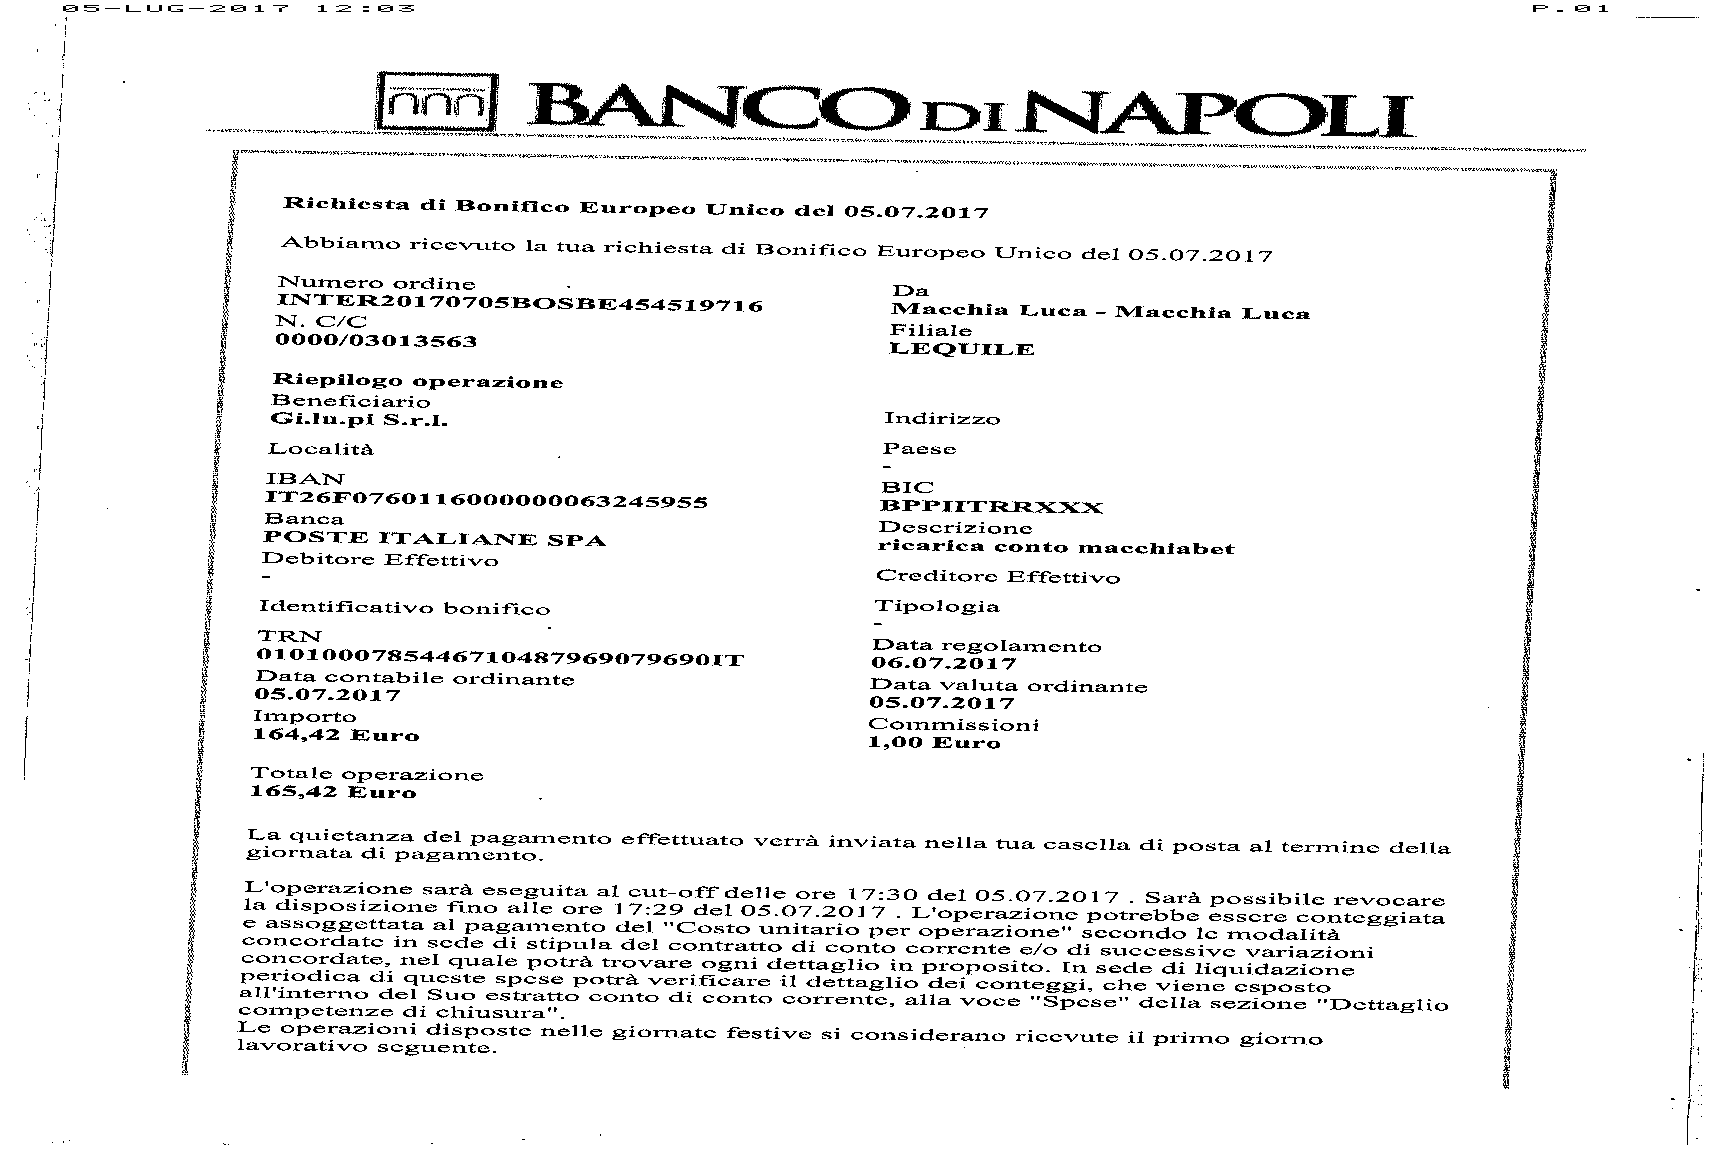 05-LUG-2017 12:03 P.01
BANCO DI NAPOLI
Richiesta di Bonifico Europeo Unico del 05.07.2017
Abbiamo ricevuto la tua richiesta di Bonifico Europeo Unico del 05.07.2017
Numero ordine
INTER20170705BOSBE454519716
N. C/C
0000/03013563
Da
Macchia Luca - Macchia Luca
Filiale
LEQUILE
Riepilogo operazione
Beneficiario
Gi.lu.pi S.r.l.
Indirizzo
Località
Paese
-
IBAN
IT26F0760116000000063245955
BIC
BPPIITRRXXX
Banca
POSTE ITALIANE SPA
Descrizione
ricarica conto macchiabet
Debitore Effettivo
-
Creditore Effettivo
Identificativo bonifico
Tipologia
-
TRN
0101000785446710487969079690IT
Data regolamento
06.07.2017
Data contabile ordinante
05.07.2017
Data valuta ordinante
05.07.2017
Importo
164,42 Euro
Commissioni
1,00 Euro
Totale operazione
165,42 Euro
La quietanza del pagamento effettuato verrà inviata nella tua casella di posta al termine della
giornata di pagamento.
L'operazione sarà eseguita al cut-off delle ore 17:30 del 05.07.2017 . Sarà possibile revocare
la disposizione fino alle ore 17:29 del 05.07.2017 . L'operazione potrebbe essere conteggiata
e assoggettata al pagamento del "Costo unitario per operazione" secondo le modalità
concordate in sede di stipula del contratto di conto corrente e/o di successive variazioni
concordate, nel quale potrà trovare ogni dettaglio in proposito. In sede di liquidazione
periodica di queste spese potrà verificare il dettaglio dei conteggi, che viene esposto
all'interno del Suo estratto conto di conto corrente, alla voce "Spese" della sezione "Dettaglio
competenze di chiusura".
Le operazioni disposte nelle giornate festive si considerano ricevute il primo giorno
lavorativo seguente.